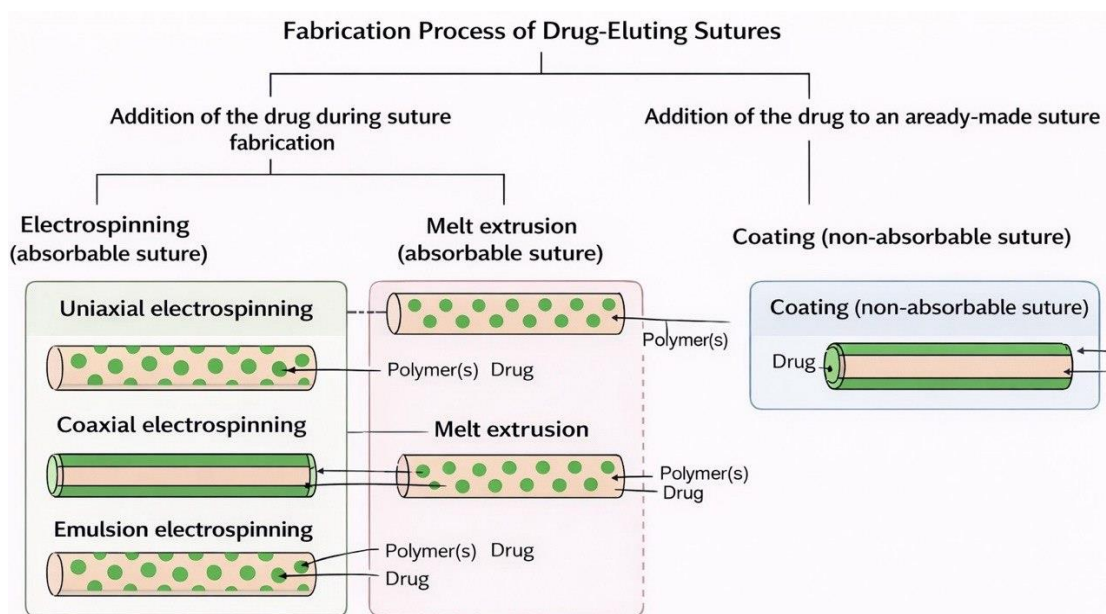 Fabrication Process of Drug-Eluting Sutures
Addition of the drug during suture
fabrication
Addition of the drug to an aready-made suture
Electrospinning
(absorbable suture)
Melt extrusion
(absorbable suture)
Coating (non-absorbable suture)
Uniaxial electrospinning
Polymer(s) Drug
Coaxial electrospinning
Emulsion electrospinning
Polymer(s) Drug
Drug
Polymer(s)
Melt extrusion
Polymer(s)
Drug
Coating (non-absorbable suture)
Drug